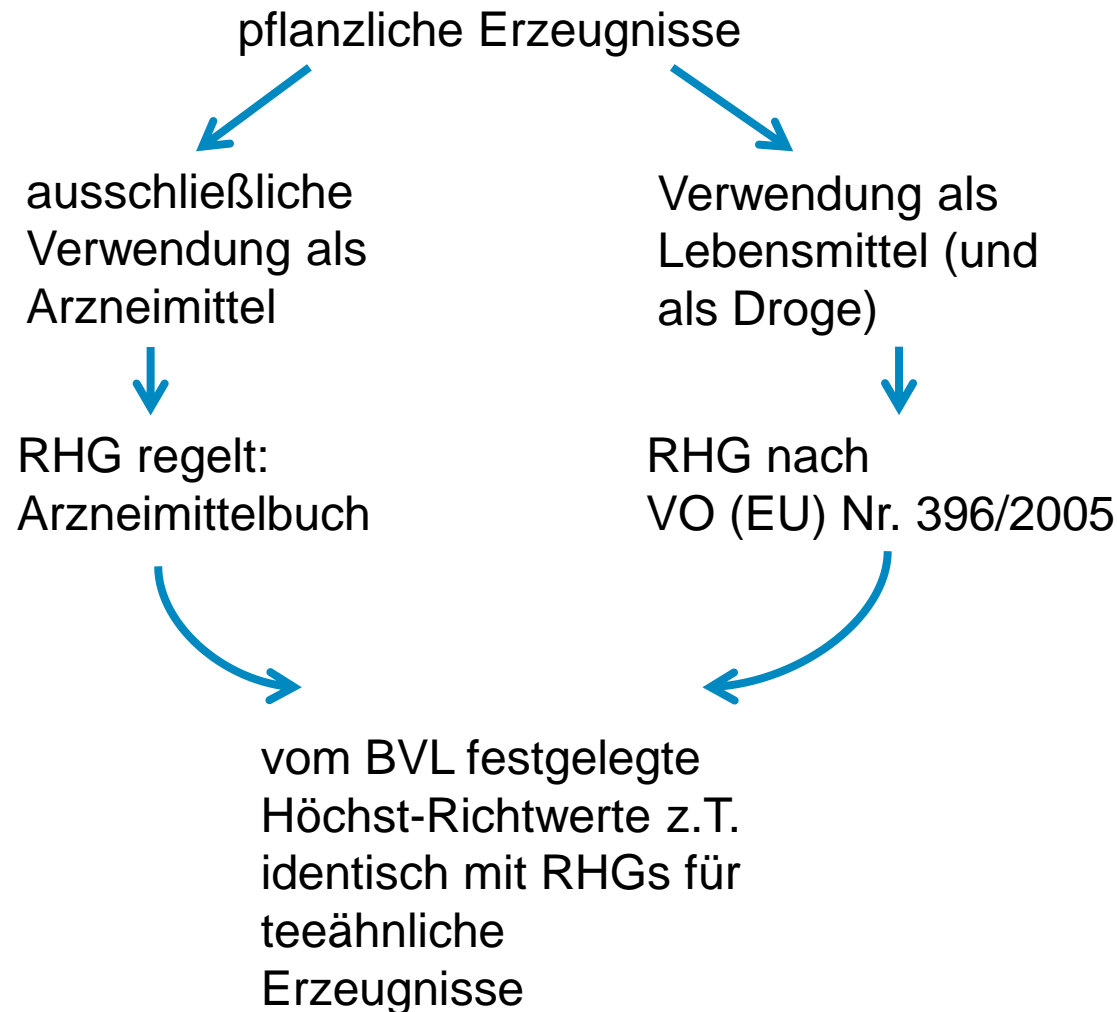 pflanzliche Erzeugnisse
ausschließliche
Verwendung als
Arzneimittel
Verwendung als
Lebensmittel (und
als Droge)
RHG regelt:
Arzneimittelbuch
RHG nach
VO (EU) Nr. 396/2005
vom BVL festgelegte
Höchst-Richtwerte z.T.
identisch mit RHGs für
teeähnliche
Erzeugnisse